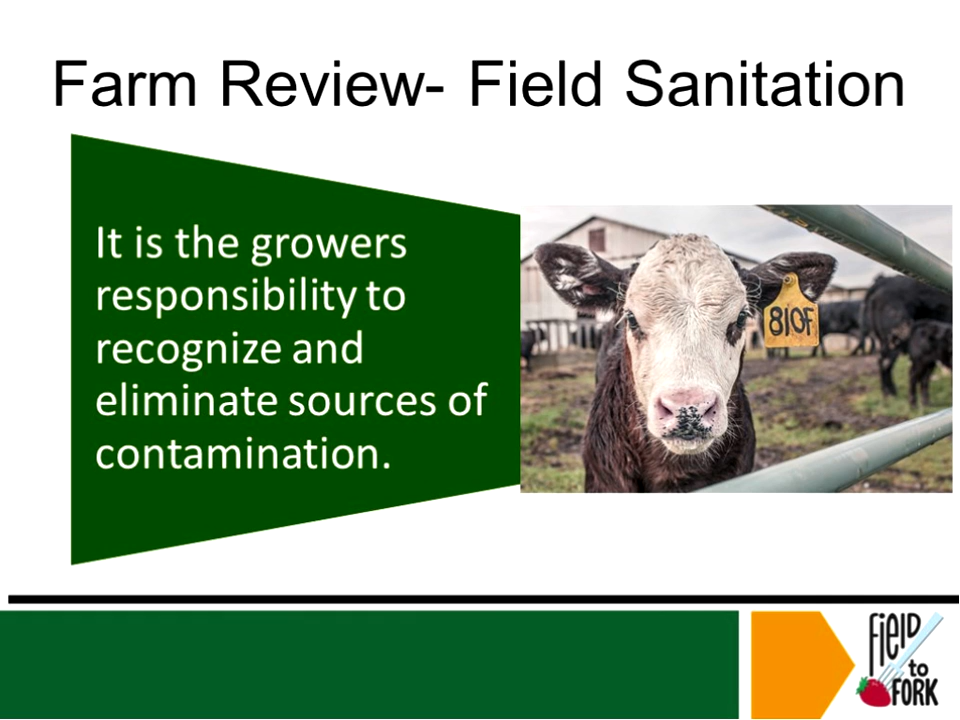 Farm Review- Field Sanitation
It is the growers
responsibility to
recognize and
eliminate sources of
contamination.
810F
FielD
to
FORK